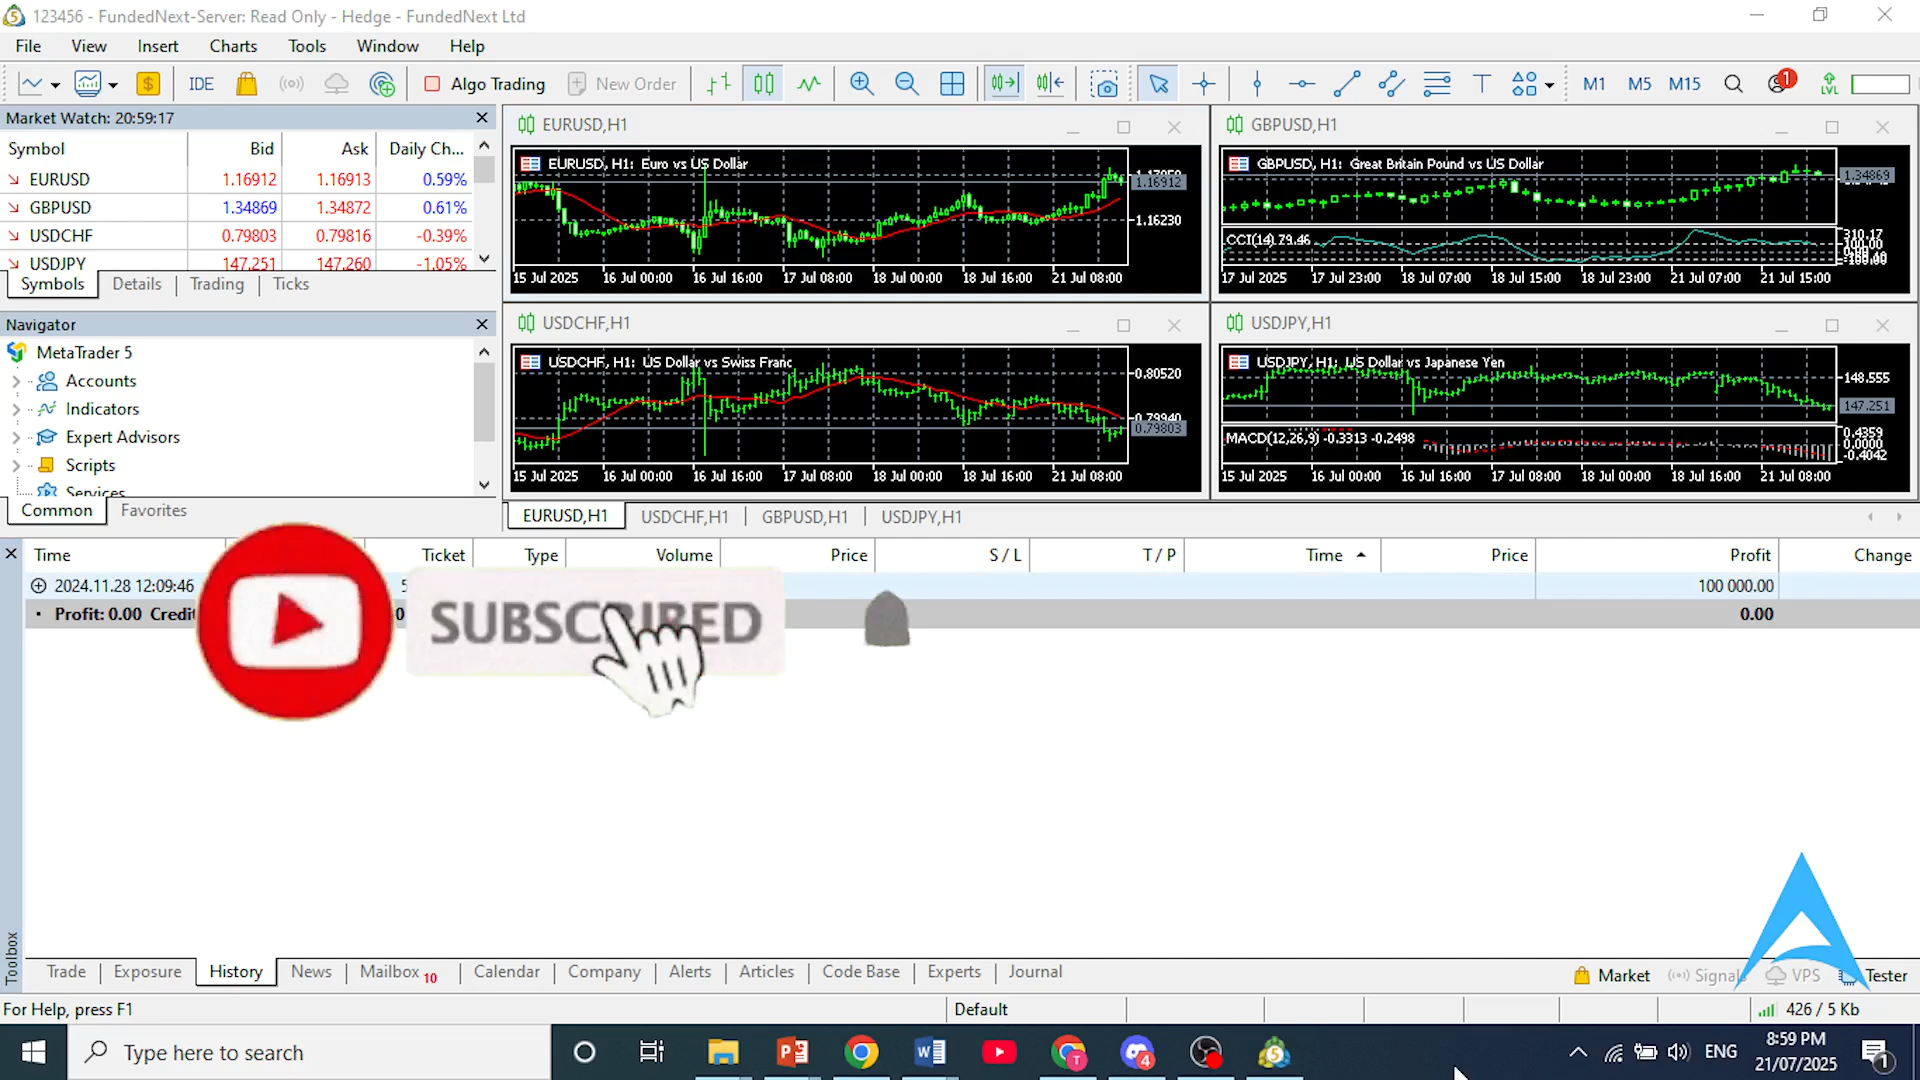 123456 - FundedNext-Server: Read Only - Hedge - FundedNext Ltd
File View Insert Charts Tools Window Help
IDE Algo Trading New Order M1 M5 M15 1 LVL
Market Watch: 20:59:17
Symbol Bid Ask Daily Ch...
EURUSD 1.16912 1.16913 0.59%
GBPUSD 1.34869 1.34872 0.61%
USDCHF 0.79803 0.79816 -0.39%
USDJPY 147.251 147.260 -1.05%
Symbols Details Trading Ticks
Navigator
MetaTrader 5
Accounts
Indicators
Expert Advisors
Scripts
Services
Common Favorites
EURUSD,H1
EURUSD, H1: Euro vs US Dollar
1.16912
1.16230
15 Jul 2025 16 Jul 00:00 16 Jul 16:00 17 Jul 08:00 18 Jul 00:00 18 Jul 16:00 21 Jul 08:00
GBPUSD,H1
GBPUSD, H1: Great Britain Pound vs US Dollar
1.34869
CCI(14) 79.46
310.17
100.00
17 Jul 2025 17 Jul 23:00 18 Jul 07:00 18 Jul 15:00 18 Jul 23:00 21 Jul 07:00 21 Jul 15:00
USDCHF,H1
USDCHF, H1: US Dollar vs Swiss Franc
0.80520
0.79940
0.79803
15 Jul 2025 16 Jul 00:00 16 Jul 16:00 17 Jul 08:00 18 Jul 00:00 18 Jul 16:00 21 Jul 08:00
USDJPY,H1
USDJPY, H1: US Dollar vs Japanese Yen
148.555
147.251
MACD(12,26,9) -0.3313 -0.2498
0.4359
0.0000
-0.4042
15 Jul 2025 16 Jul 00:00 16 Jul 16:00 17 Jul 08:00 18 Jul 00:00 18 Jul 16:00 21 Jul 08:00
EURUSD,H1 USDCHF,H1 GBPUSD,H1 USDJPY,H1
Time Ticket Type Volume Price S / L T / P Time Price Profit Change
2024.11.28 12:09:46 5 100 000.00
Profit: 0.00 Credit 0 0.00
SUBSCRIBED
Toolbox
Trade Exposure History News Mailbox 10 Calendar Company Alerts Articles Code Base Experts Journal
Market Signals VPS Tester
For Help, press F1 Default 426 / 5 Kb
Type here to search
T 4
ENG
8:59 PM
21/07/2025
1